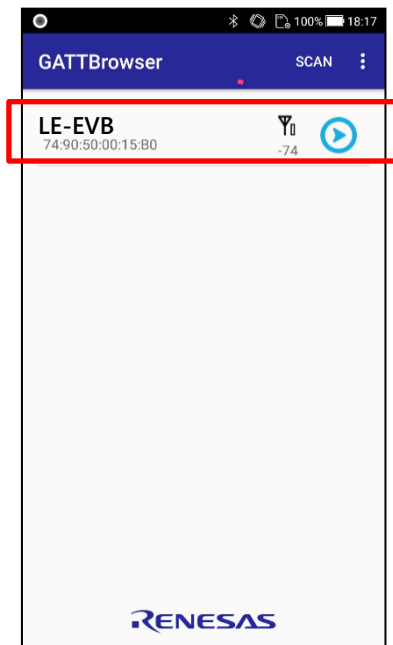 100% 18:17
GATTBrowser SCAN
LE-EVB
74:90:50:00:15:B0 -74
RENESAS